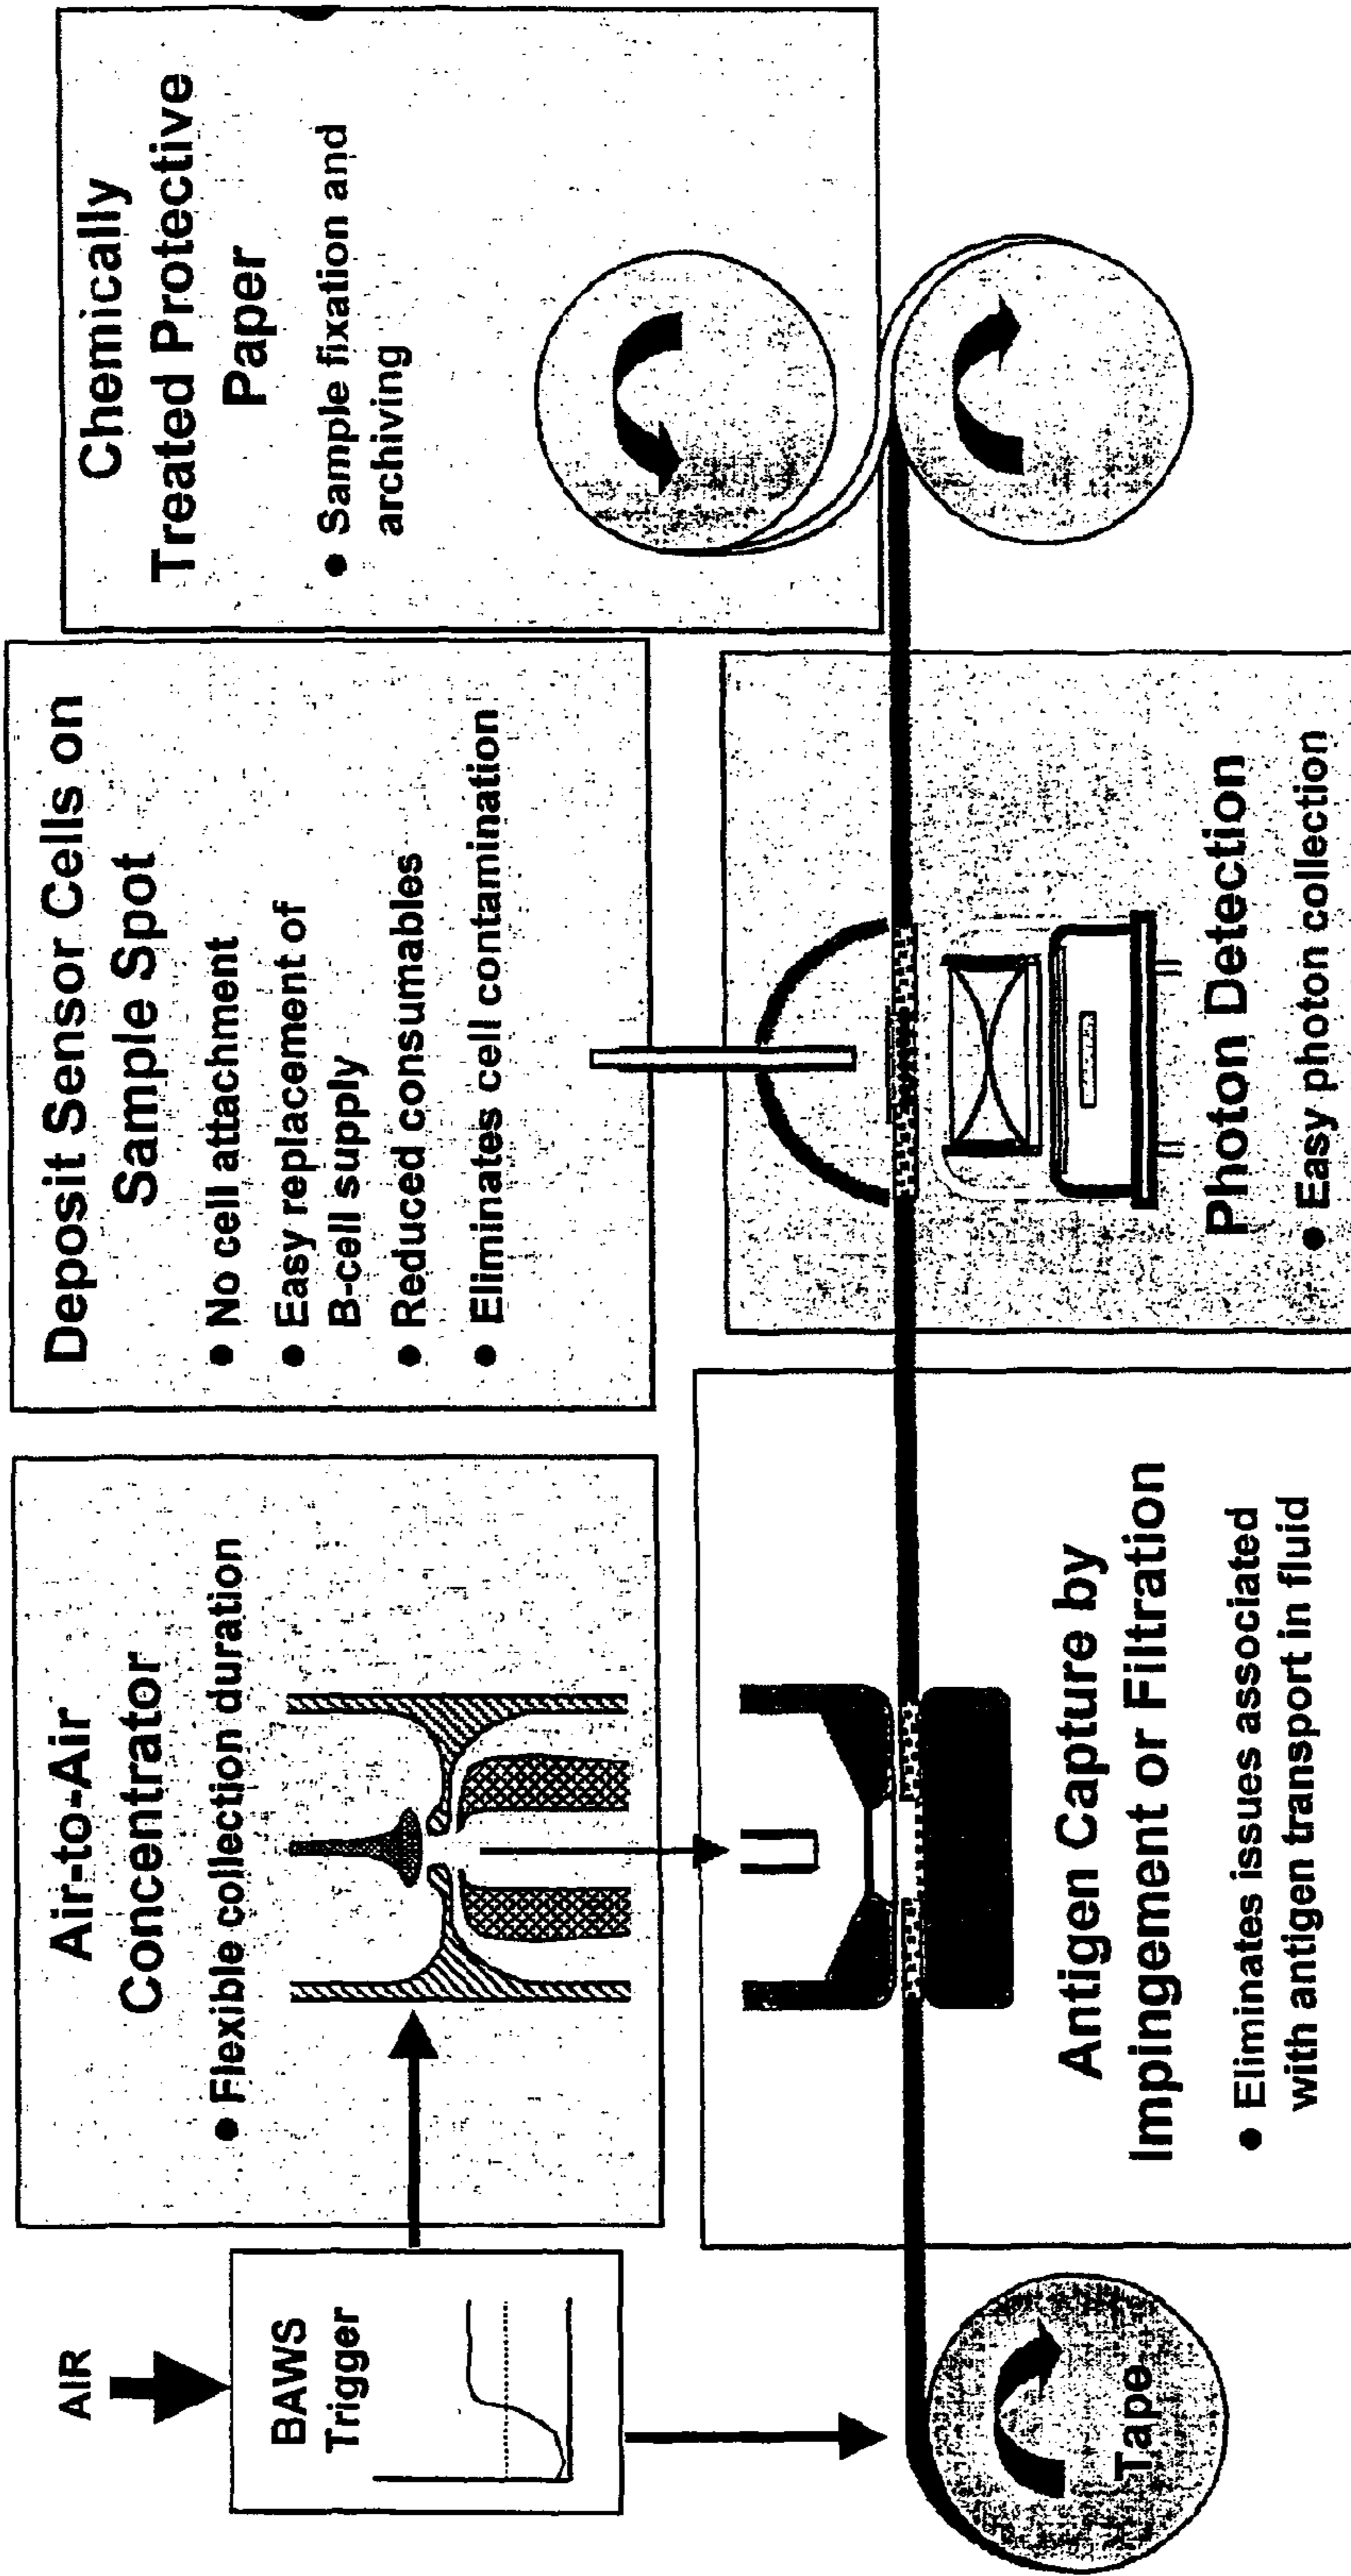 AIR
BAWS
Trigger
Tape
Air-to-Air
Concentrator
● Flexible collection duration
Antigen Capture by
Impingement or Filtration
● Eliminates issues associated
with antigen transport in fluid
Deposit Sensor Cells on
Sample Spot
● No cell attachment
● Easy replacement of
B-cell supply
● Reduced consumables
● Eliminates cell contamination
Photon Detection
● Easy photon collection
Chemically
Treated Protective
Paper
● Sample fixation and
archiving